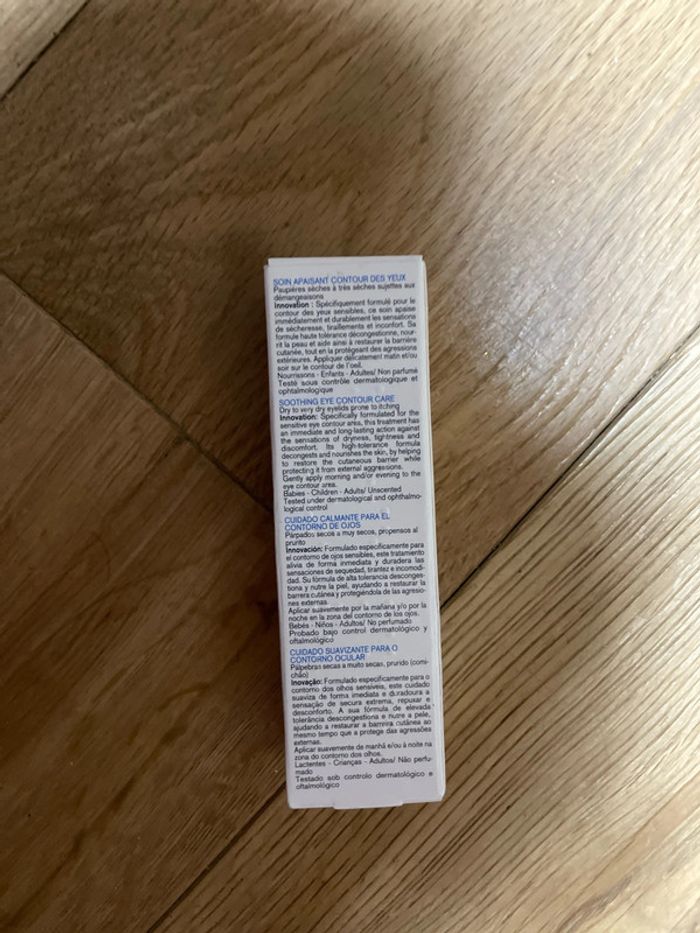 SOIN APAISANT CONTOUR DES YEUX
Paupières sèches à très sèches sujettes aux
démangeaisons
Innovation : Spécifiquement formulé pour le
contour des yeux sensibles, ce soin apaise
immédiatement et durablement les sensations
de sécheresse, tiraillements et inconfort. Sa
formule haute tolérance décongestionne, nour-
rit la peau et aide ainsi à restaurer la barrière
cutanée, tout en la protégeant des agressions
extérieures. Appliquer délicatement matin et/ou
soir sur le contour de l'oeil.
Nourrissons - Enfants - Adultes/ Non parfumé
Testé sous contrôle dermatologique et
ophtalmologique
SOOTHING EYE CONTOUR CARE
Dry to very dry eyelids prone to itching
Innovation: Specifically formulated for the
sensitive eye contour area, this treatment has
an immediate and long-lasting action against
the sensations of dryness, tightness and
discomfort. Its high-tolerance formula
decongests and nourishes the skin, by helping
to restore the cutaneous barrier while
protecting it from external aggressions.
Gently apply morning and/or evening to the
eye contour area.
Babies - Children - Adults/ Unscented
Tested under dermatological and ophthalmo-
logical control
CUIDADO CALMANTE PARA EL
CONTORNO DE OJOS
Párpados secos a muy secos, propensos al
prurito
Innovación: Formulado específicamente para
el contorno de ojos sensibles, este tratamiento
alivia de forma inmediata y duradera las
sensaciones de sequedad, tirantez e incomodi-
dad. Su fórmula de alta tolerancia desconges-
tiona y nutre la piel, ayudando a restaurar la
barrera cutánea y protegiéndola de las agresio-
nes externas.
Aplicar suavemente por la mañana y/o por la
noche en la zona del contorno de los ojos.
Bebés - Niños - Adultos/ No perfumado
Probado bajo control dermatológico y
oftalmológico
CUIDADO SUAVIZANTE PARA O
CONTORNO OCULAR
Pálpebras secas a muito secas, prurido (comi-
chão)
Inovação: Formulado especificamente para o
contorno dos olhos sensíveis, este cuidado
suaviza de forma imediata e duradoura a
sensação de secura extrema, repuxar e
desconforto. A sua fórmula de elevada
tolerância descongestiona e nutre a pele,
ajudando a restaurar a barreira cutânea ao
mesmo tempo que a protege das agressões
externas.
Aplicar suavemente de manhã e/ou à noite na
zona do contorno dos olhos.
Lactentes - Crianças - Adultos/ Não perfu-
mado
Testado sob controlo dermatológico e
oftalmológico